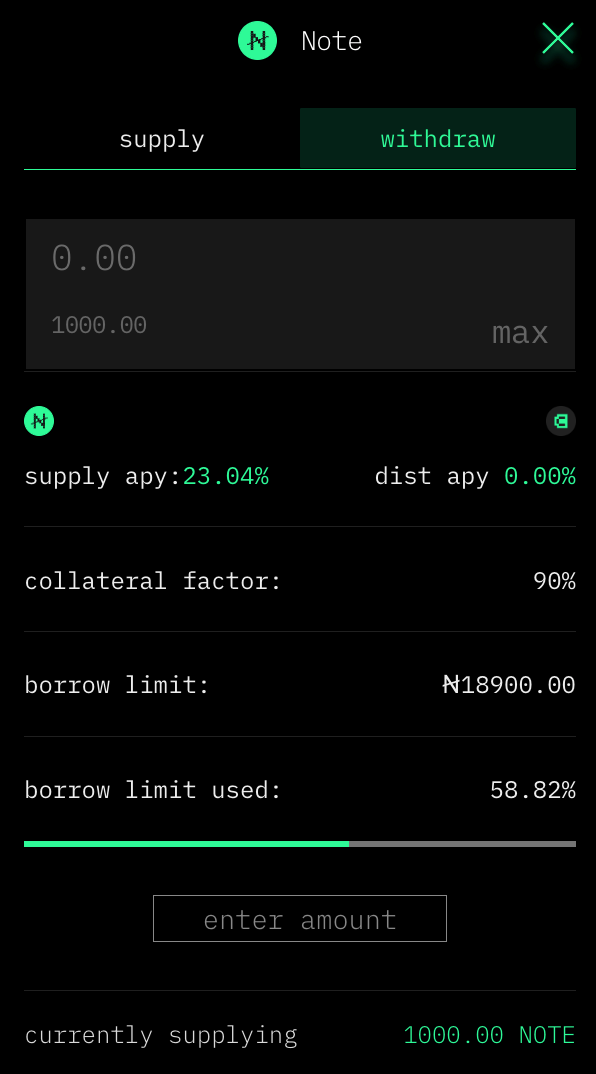 Note
supply withdraw
0.00
1000.00 max
supply apy:23.04% dist apy 0.00%
collateral factor: 90%
borrow limit: ₦18900.00
borrow limit used: 58.82%
enter amount
currently supplying 1000.00 NOTE